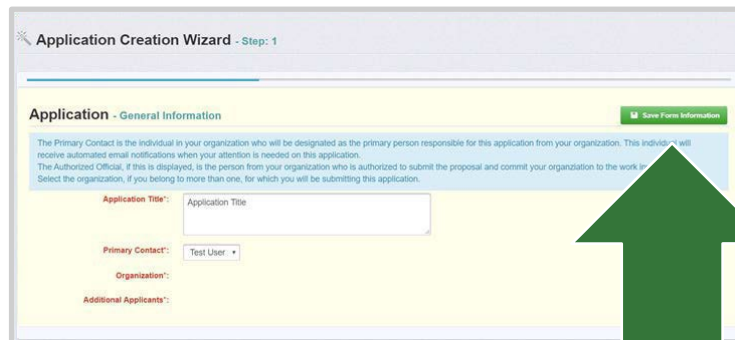 Application Creation Wizard - Step: 1
Application - General Information
Save Form Information
The Primary Contact is the individual in your organization who will be designated as the primary person responsible for this application from your organization. This individual will
receive automated email notifications when your attention is needed on this application.
The Authorized Official, if this is displayed, is the person from your organization who is authorized to submit the proposal and commit your organziation to the work
Select the organization, if you belong to more than one, for which you will be submitting this application.
Application Title*:
Application Title
Primary Contact*:
Test User
Organization*:
Additional Applicants*: